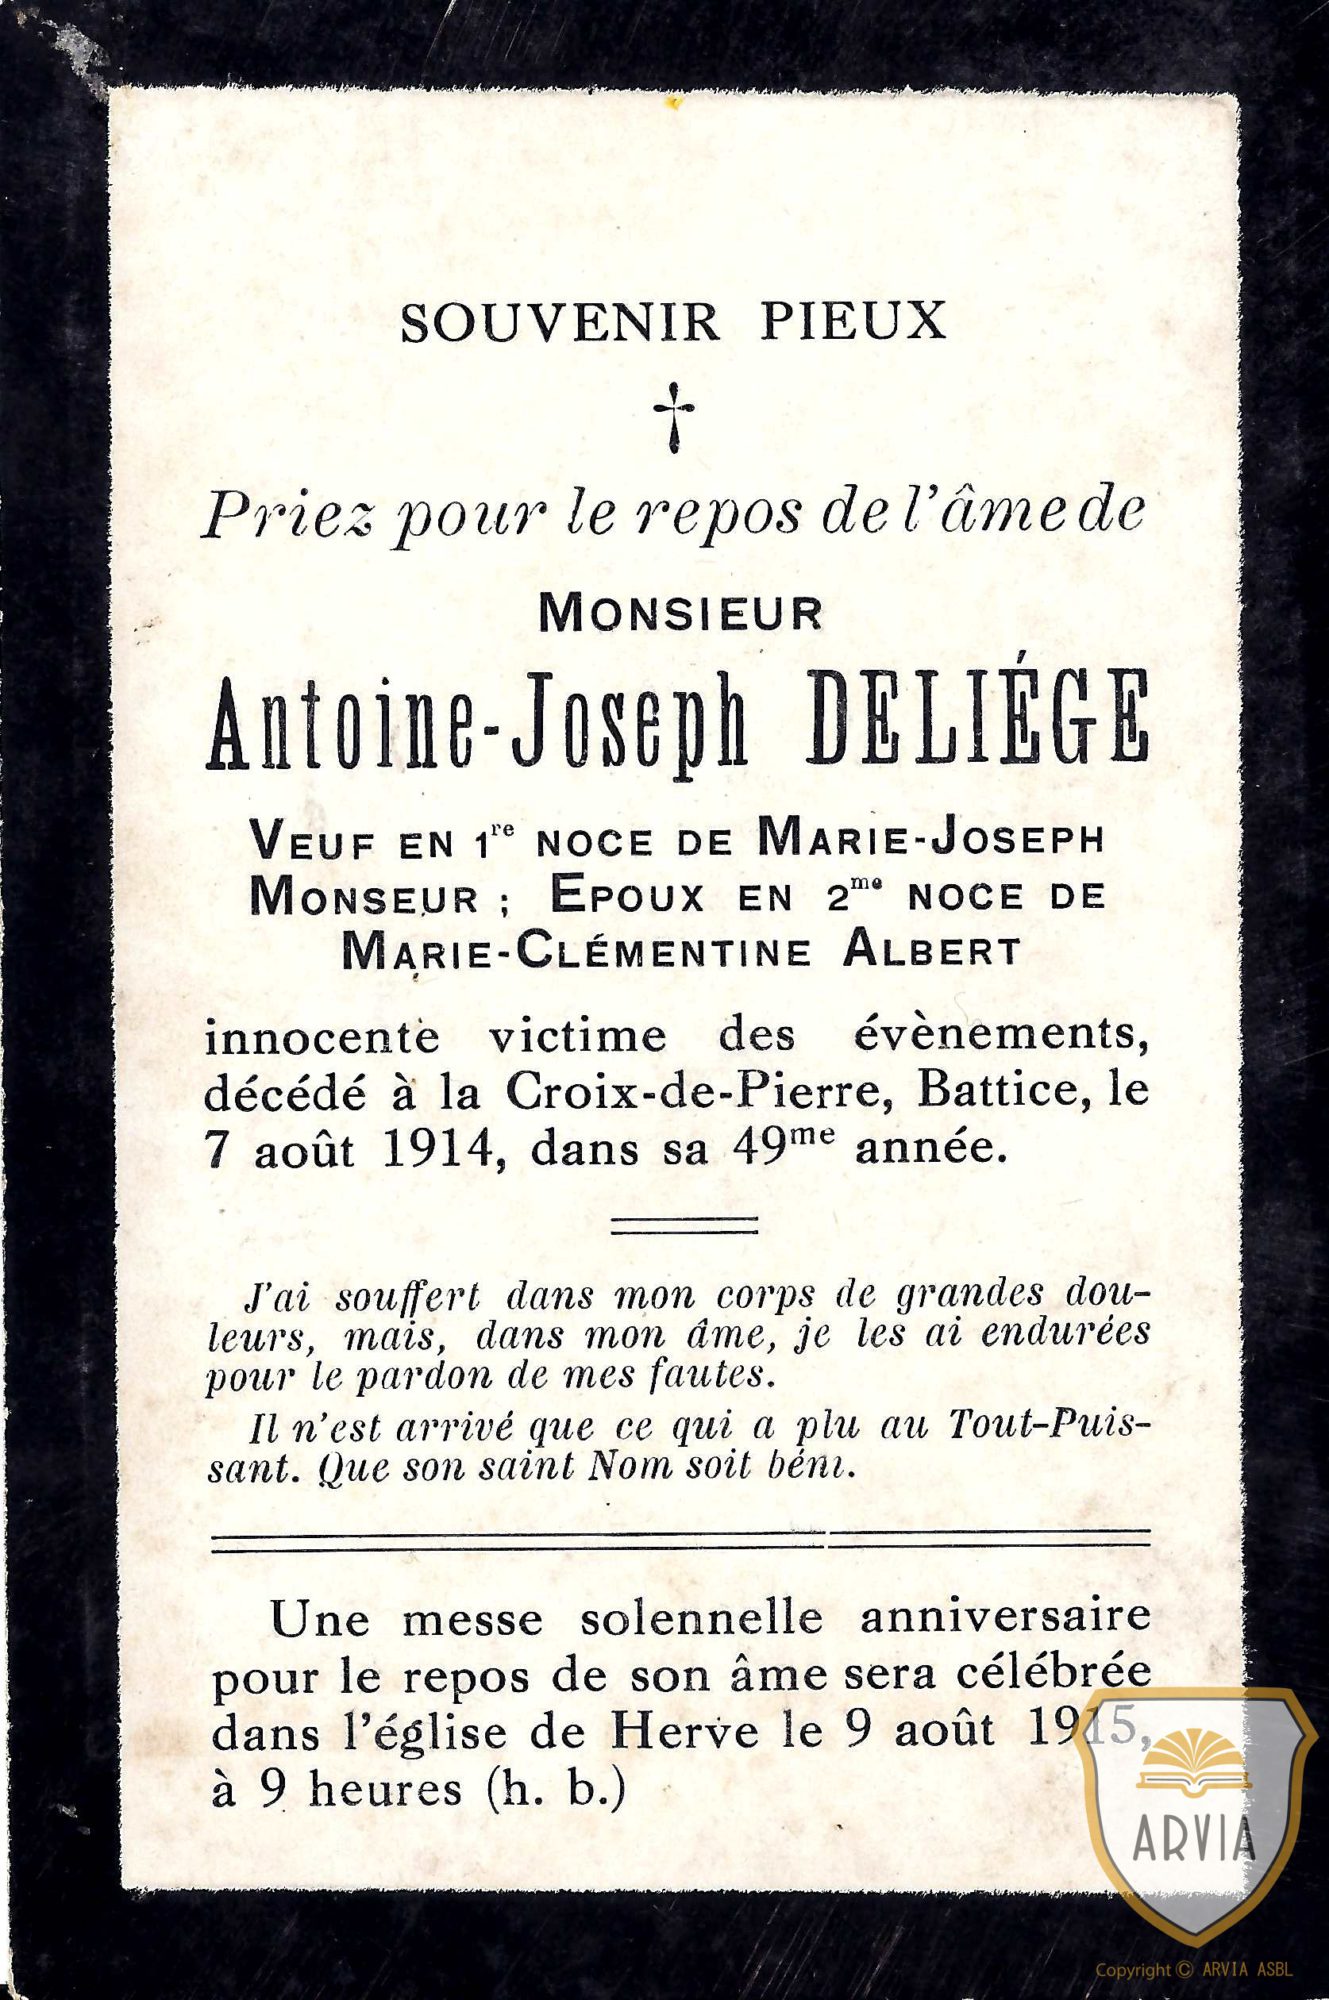 SOUVENIR PIEUX
†
Priez pour le repos de l'âme de
MONSIEUR
Antoine-Joseph DELIÉGE
VEUF EN 1re NOCE DE MARIE-JOSEPH
MONSEUR ; EPOUX EN 2me NOCE DE
MARIE-CLÉMENTINE ALBERT
innocente victime des évènements,
décédé à la Croix-de-Pierre, Battice, le
7 août 1914, dans sa 49me année.
J'ai souffert dans mon corps de grandes dou-
leurs, mais, dans mon âme, je les ai endurées
pour le pardon de mes fautes.
Il n'est arrivé que ce qui a plu au Tout-Puis-
sant. Que son saint Nom soit béni.
Une messe solennelle anniversaire
pour le repos de son âme sera célébrée
dans l'église de Herve le 9 août 1915,
à 9 heures (h. b.)
ARVIA
Copyright © ARVIA ASBL